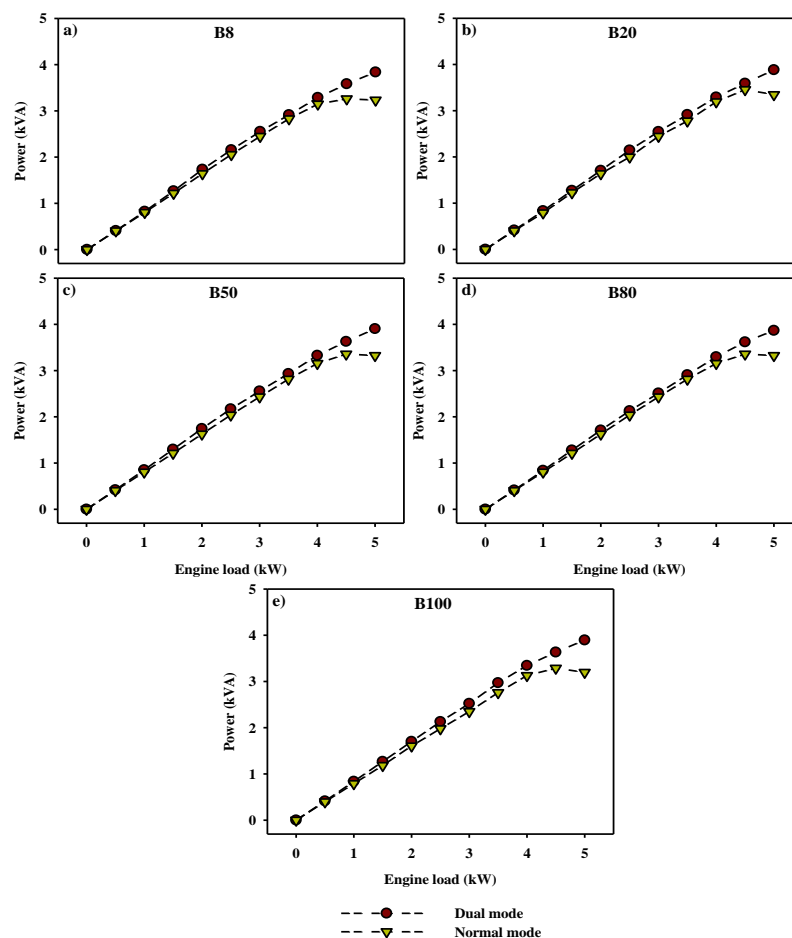 a)
B8
5
4
3
2
1
0
Power (kVA)
b)
B20
5
4
3
2
1
0
Power (kVA)
c)
B50
5
4
3
2
1
0
Power (kVA)
0 1 2 3 4 5
Engine load (kW)
d)
B80
5
4
3
2
1
0
Power (kVA)
0 1 2 3 4 5
Engine load (kW)
e)
B100
5
4
3
2
1
0
Power (kVA)
0 1 2 3 4 5
Engine load (kW)
Dual mode
Normal mode